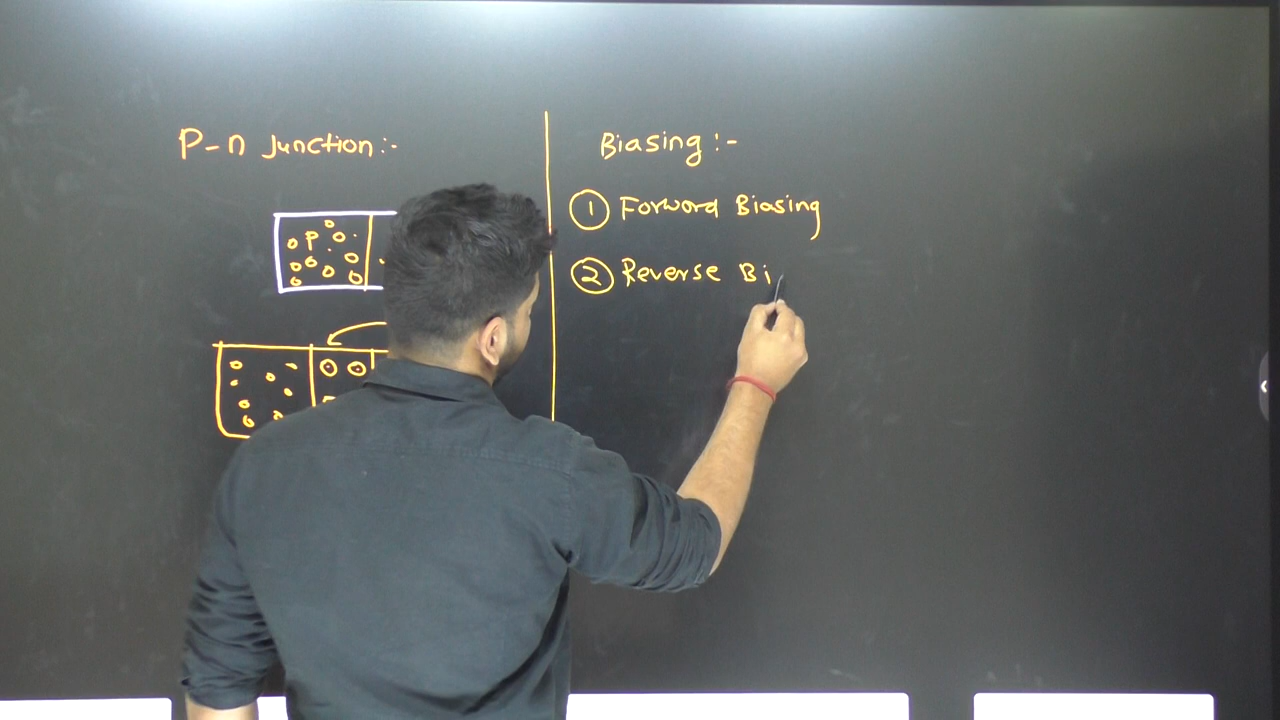 P-n Junction:-
P
Biasing:-
1 Forword Biasing
2 Reverse Bi